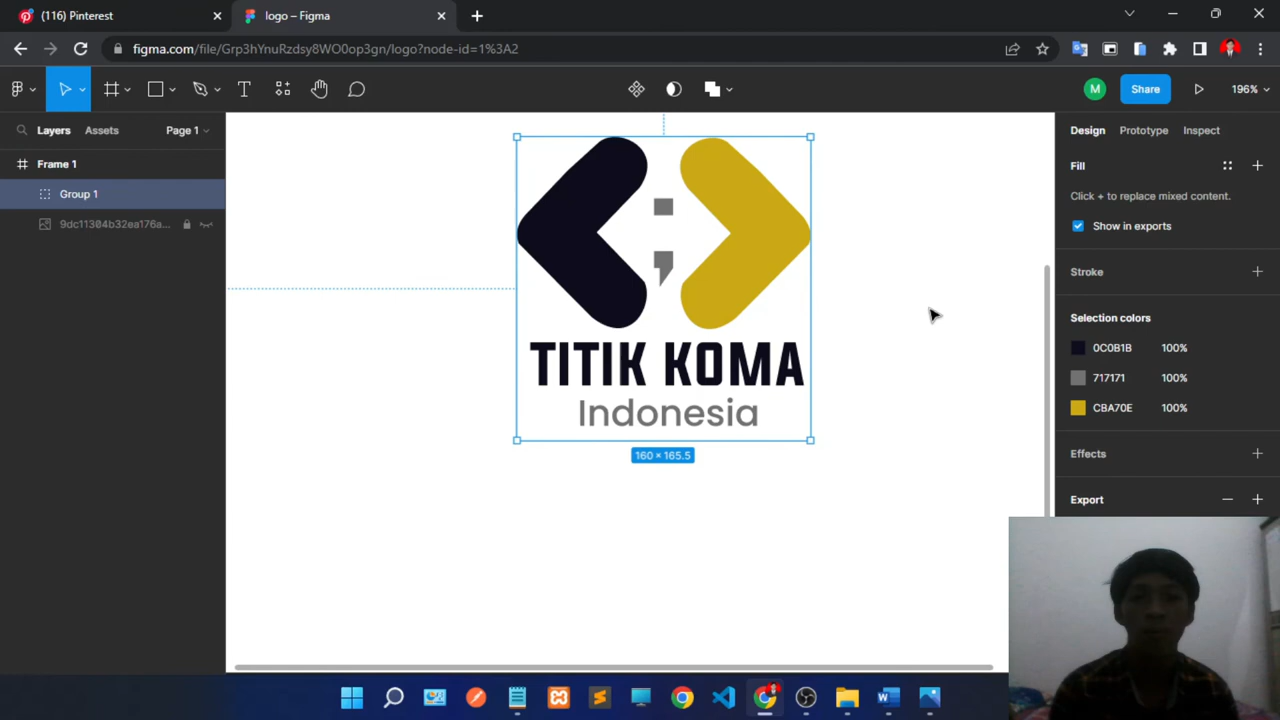 (116) Pinterest
logo – Figma
figma.com/file/Grp3hYnuRzdsy8WO0op3gn/logo?node-id=1%3A2
M
Share
196%
Layers
Assets
Page 1
Design
Prototype
Inspect
Frame 1
Group 1
9dc11304b32ea176a...
Fill
Click + to replace mixed content.
Show in exports
Stroke
Selection colors
0C0B1B
100%
717171
100%
CBA70E
100%
Effects
Export
;
TITIK KOMA
Indonesia
160 × 165.5